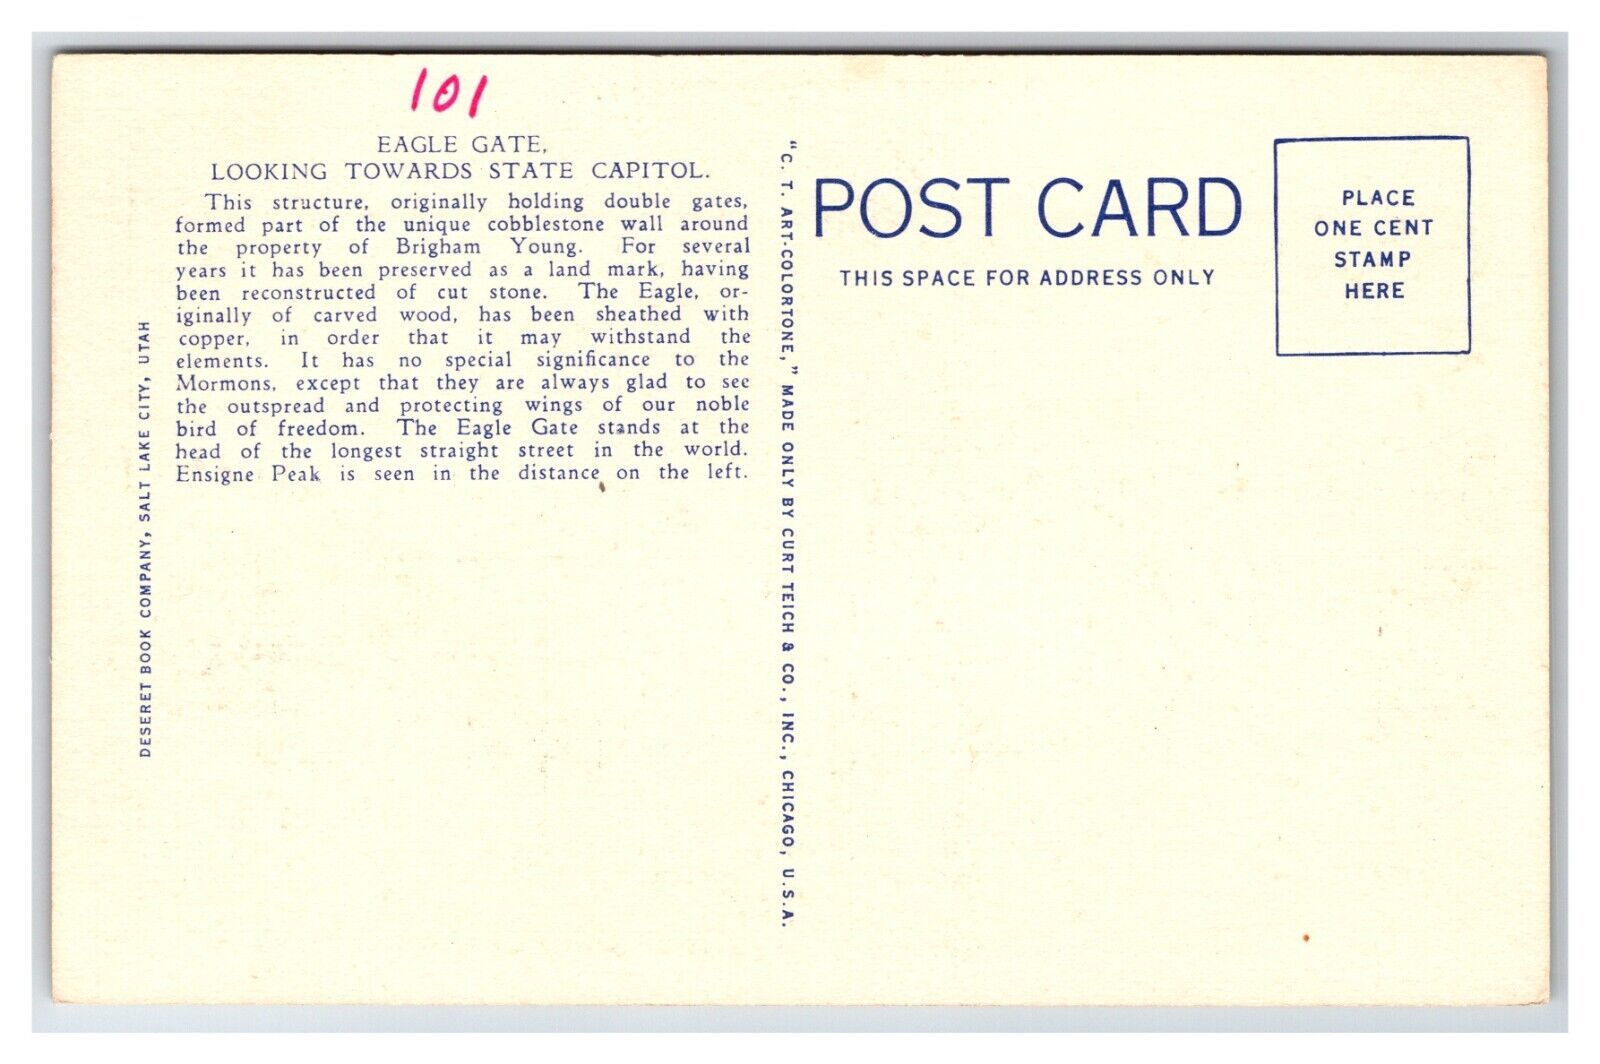 101
EAGLE GATE,
LOOKING TOWARDS STATE CAPITOL.
This structure, originally holding double gates,
formed part of the unique cobblestone wall around
the property of Brigham Young. For several
years it has been preserved as a land mark, having
been reconstructed of cut stone. The Eagle, or-
iginally of carved wood, has been sheathed with
copper, in order that it may withstand the
elements. It has no special significance to the
Mormons, except that they are always glad to see
the outspread and protecting wings of our noble
bird of freedom. The Eagle Gate stands at the
head of the longest straight street in the world.
Ensigne Peak is seen in the distance on the left.
DESERET BOOK COMPANY, SALT LAKE CITY, UTAH
"C. T. ART-COLORTONE," MADE ONLY BY CURT TEICH & CO., INC., CHICAGO, U.S.A.
POST CARD
THIS SPACE FOR ADDRESS ONLY
PLACE
ONE CENT
STAMP
HERE